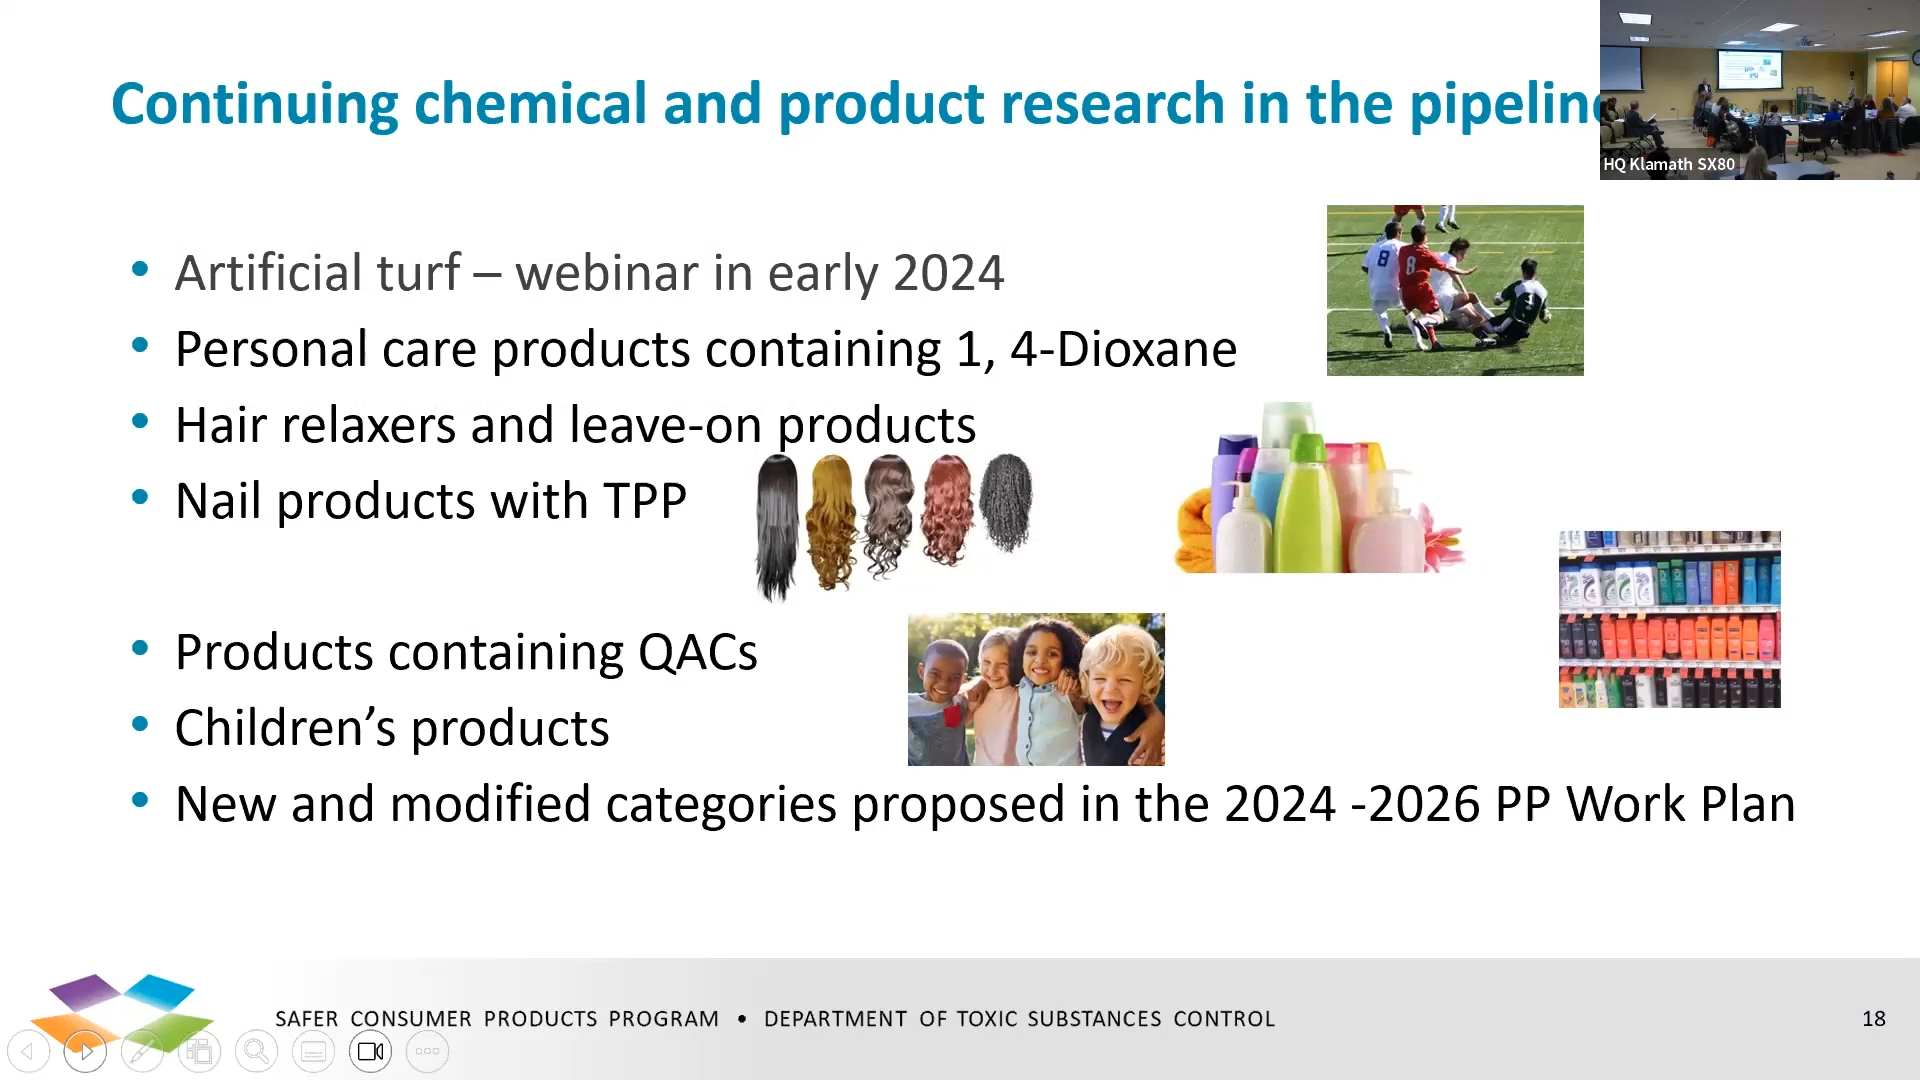 Continuing chemical and product research in the pipeline
HQ Klamath SX80
• Artificial turf – webinar in early 2024
• Personal care products containing 1, 4-Dioxane
• Hair relaxers and leave-on products
• Nail products with TPP
• Products containing QACs
• Children’s products
• New and modified categories proposed in the 2024 -2026 PP Work Plan
8
8
1
SAFER CONSUMER PRODUCTS PROGRAM • DEPARTMENT OF TOXIC SUBSTANCES CONTROL
18